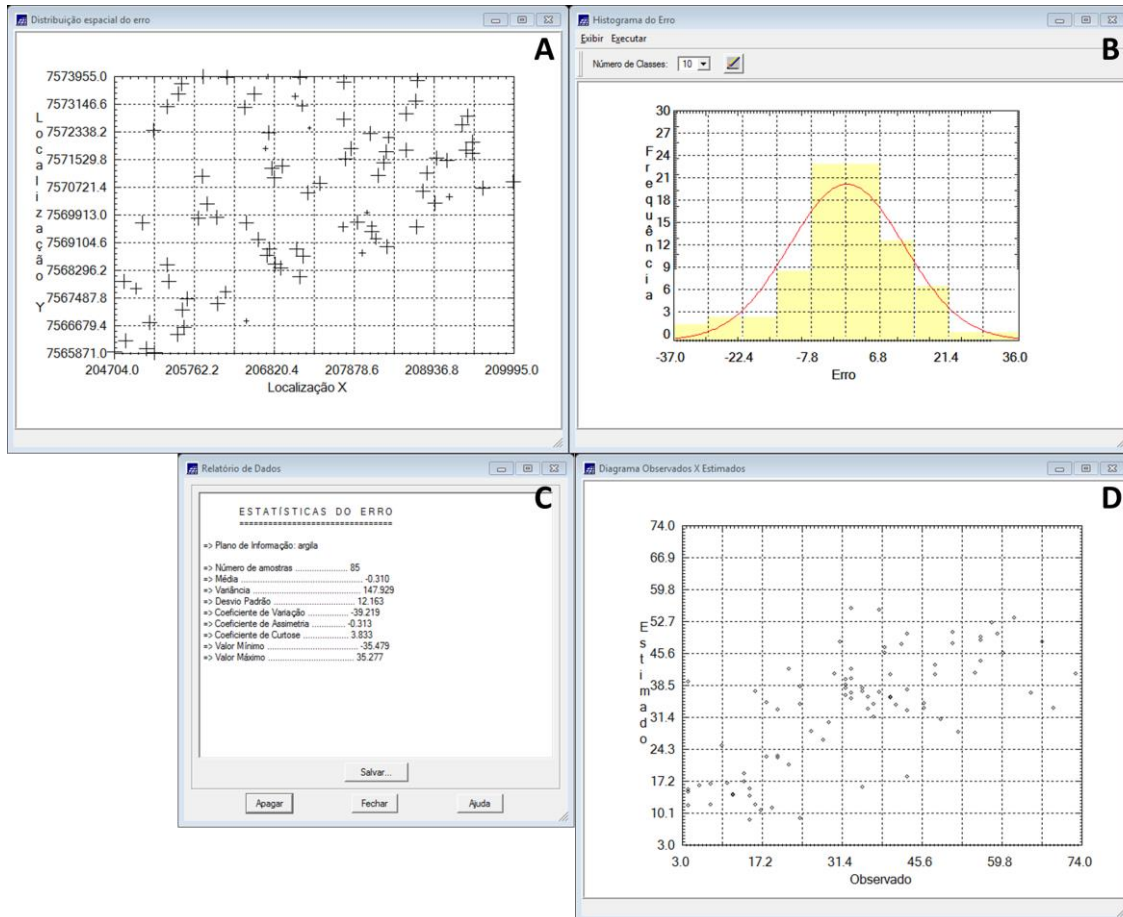 Distribuição espacial do erro
A
Localização Y
7573955.0
7573146.6
7572338.2
7571529.8
7570721.4
7569913.0
7569104.6
7568296.2
7567487.8
7566679.4
7565871.0
204704.0 205762.2 206820.4 207878.6 208936.8 209995.0
Localização X
Histograma do Erro
B
Exibir Executar
Número de Classes: 10
Frequência
30
27
24
21
18
15
12
9
6
3
0
-37.0 -22.4 -7.8 6.8 21.4 36.0
Erro
Relatório de Dados
C
ESTATÍSTICAS DO ERRO
===============================
=> Plano de Informação: argila
=> Número de amostras ..................... 85
=> Média ................................................. -0.310
=> Variância ............................................ 147.929
=> Desvio Padrão .................................. 12.163
=> Coeficiente de Variação .................. -39.219
=> Coeficiente de Assimetria ............... -0.313
=> Coeficiente de Curtose ................... 3.833
=> Valor Mínimo .................................... -35.479
=> Valor Máximo ................................... 35.277
Salvar...
Apagar Fechar Ajuda
Diagrama Observados X Estimados
D
Estimado
74.0
66.9
59.8
52.7
45.6
38.5
31.4
24.3
17.2
10.1
3.0
3.0 17.2 31.4 45.6 59.8 74.0
Observado